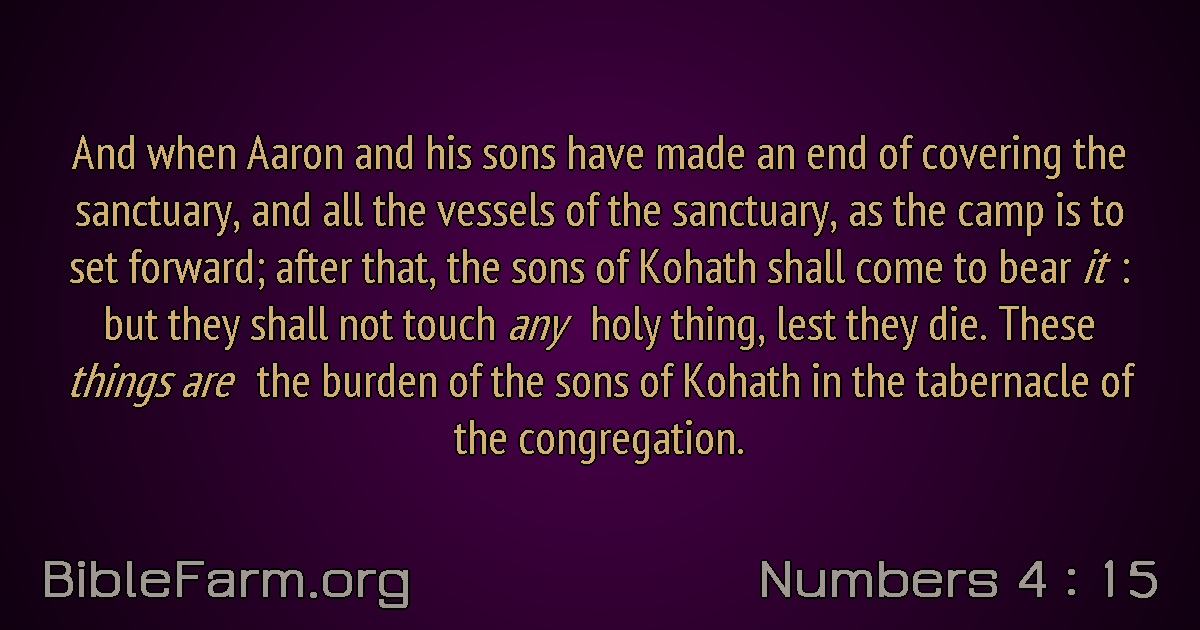 And when Aaron and his sons have made an end of covering the
sanctuary, and all the vessels of the sanctuary, as the camp is to
set forward; after that, the sons of Kohath shall come to bear it :
but they shall not touch any holy thing, lest they die. These
things are the burden of the sons of Kohath in the tabernacle of
the congregation.
BibleFarm.org
Numbers 4 : 15